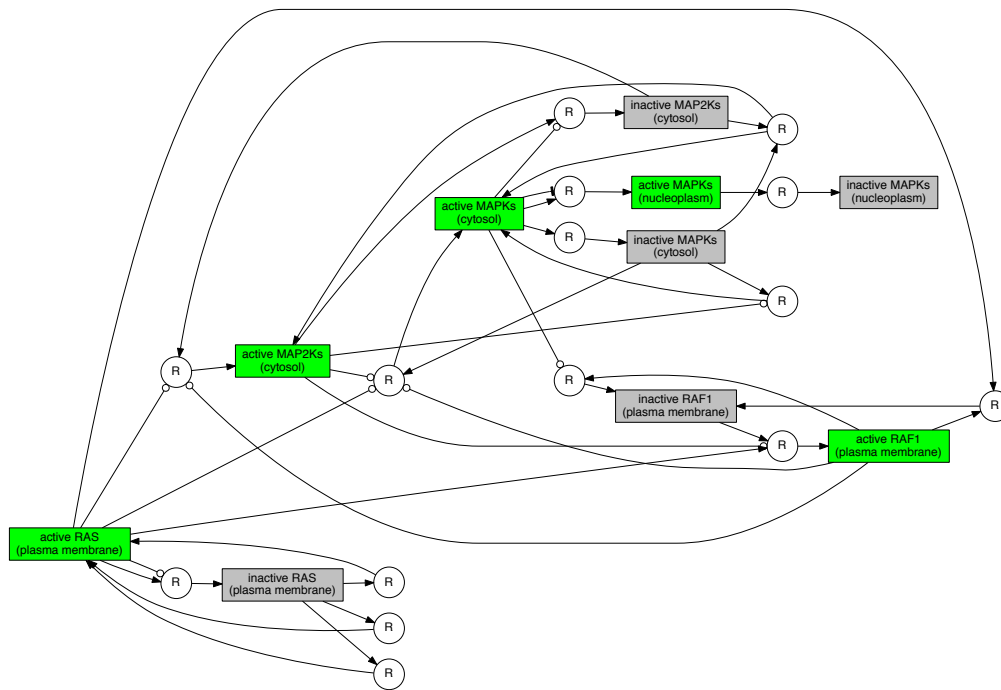 inactive MAP2Ks
(cytosol)
R
R
active MAPKs
(cytosol)
R
active MAPKs
(nucleoplasm)
R
inactive MAPKs
(nucleoplasm)
R
inactive MAPKs
(cytosol)
R
active MAP2Ks
(cytosol)
R
R
R
inactive RAF1
(plasma membrane)
R
R
active RAF1
(plasma membrane)
active RAS
(plasma membrane)
R
inactive RAS
(plasma membrane)
R
R
R